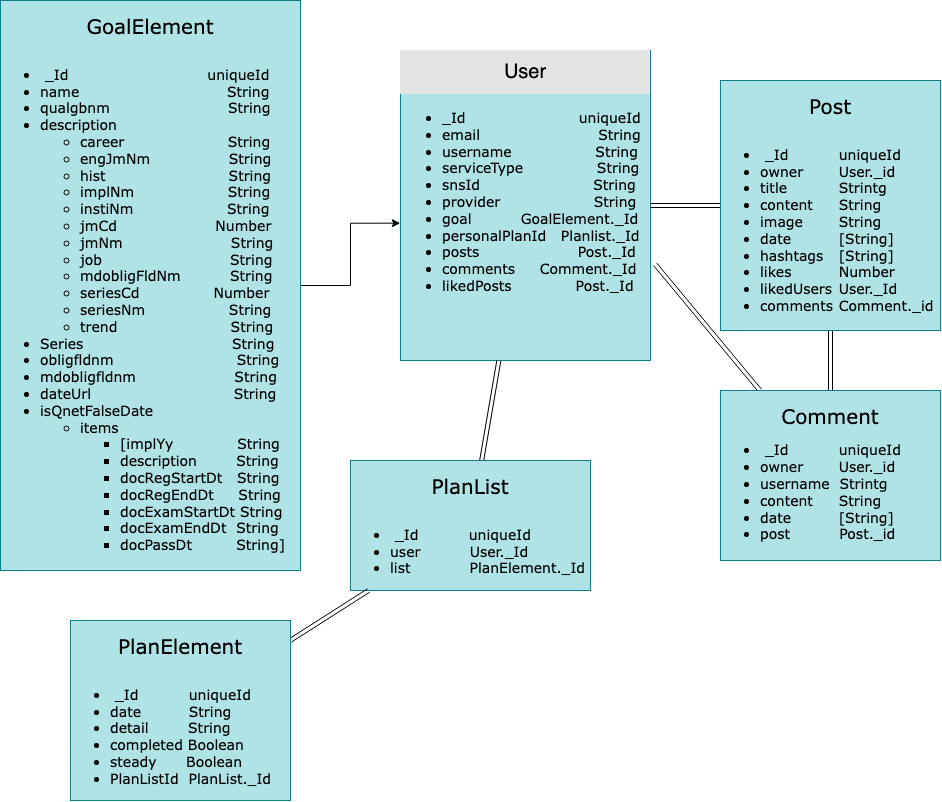 GoalElement
_Id uniqueId
name String
qualgbnm String
description
career String
engJmNm String
hist String
implNm String
instiNm String
jmCd Number
jmNm String
job String
mdobligFldNm String
seriesCd Number
seriesNm String
trend String
Series String
obligfldnm String
mdobligfldnm String
dateUrl String
isQnetFalseDate
items
[implYy String
description String
docRegStartDt String
docRegEndDt String
docExamStartDt String
docExamEndDt String
docPassDt String]
User
_Id uniqueId
email String
username String
serviceType String
snsId String
provider String
goal GoalElement._Id
personalPlanId Planlist._Id
posts Post._Id
comments Comment._Id
likedPosts Post._Id
Post
_Id uniqueId
owner User._id
title Strintg
content String
image String
date [String]
hashtags [String]
likes Number
likedUsers User._Id
comments Comment._id
Comment
_Id uniqueId
owner User._id
username Strintg
content String
date [String]
post Post._id
PlanList
_Id uniqueId
user User._Id
list PlanElement._Id
PlanElement
_Id uniqueId
date String
detail String
completed Boolean
steady Boolean
PlanListId PlanList._Id